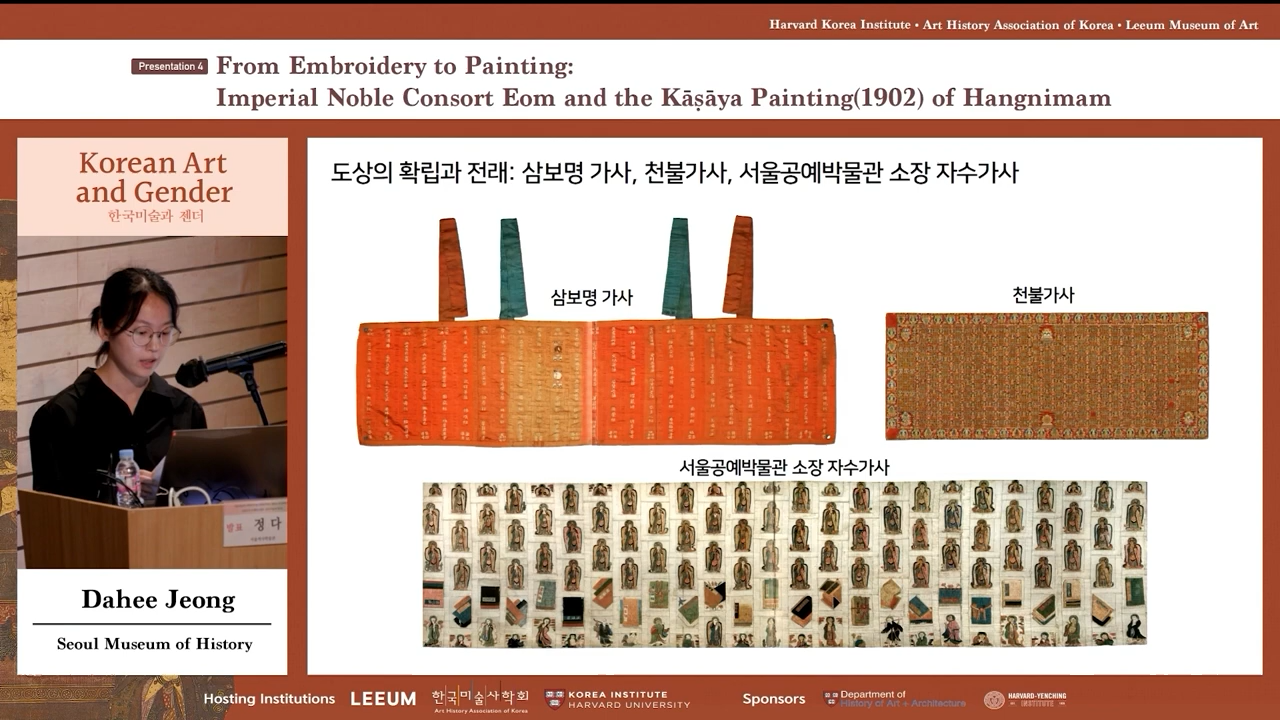 Harvard Korea Institute • Art History Association of Korea • Leeum Museum of Art
Presentation 4
From Embroidery to Painting:
Imperial Noble Consort Eom and the Kāṣāya Painting(1902) of Hangnimam
Korean Art
and Gender
한국미술과 젠더
도상의 확립과 전래: 삼보명 가사, 천불가사, 서울공예박물관 소장 자수가사
삼보명 가사
천불가사
서울공예박물관 소장 자수가사
발표 정다
Dahee Jeong
Seoul Museum of History
Hosting Institutions
LEEUM
한국미술사학회
Art History Association of Korea
KOREA INSTITUTE
HARVARD UNIVERSITY
Sponsors
Department of
History of Art + Architecture
HARVARD-YENCHING
INSTITUTE